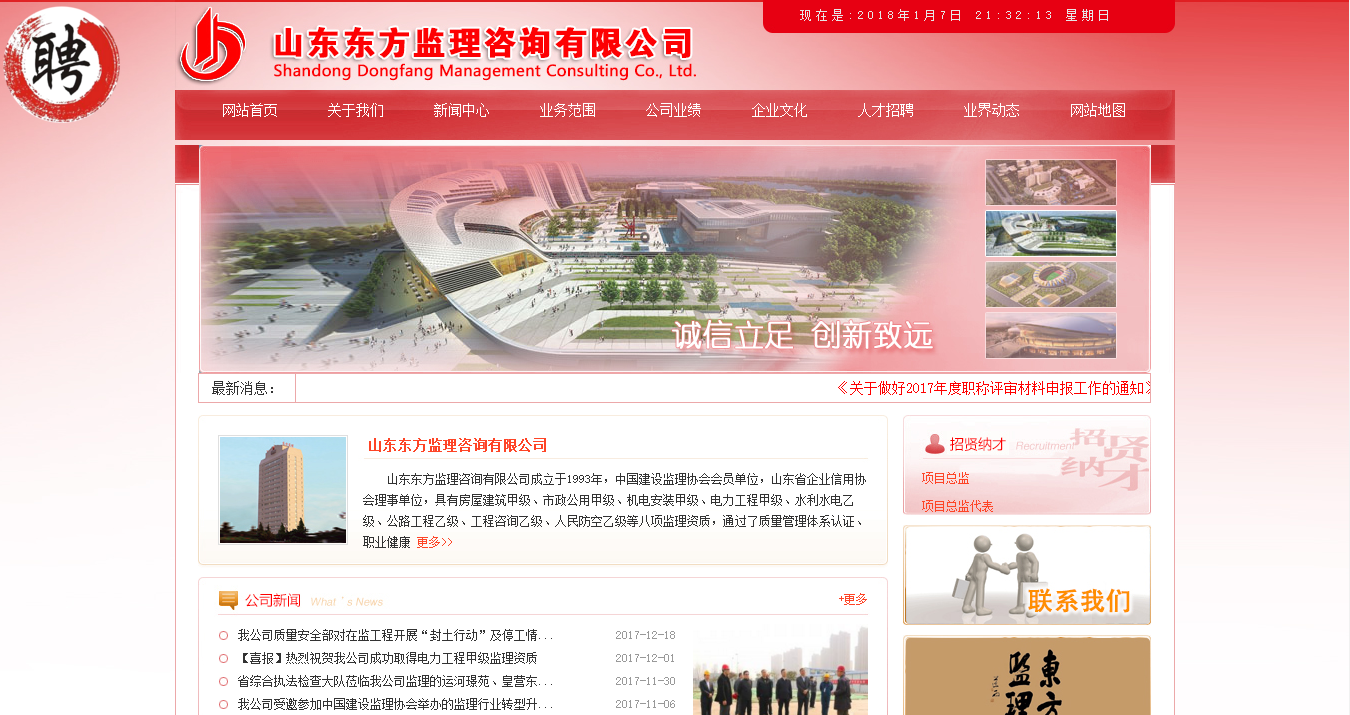 聘
现在是:2018年1月7日 21:32:13 星期日
山东东方监理咨询有限公司
Shandong Dongfang Management Consulting Co., Ltd.
网站首页 关于我们 新闻中心 业务范围 公司业绩 企业文化 人才招聘 业界动态 网站地图
诚信立足 创新致远
最新消息： 《关于做好2017年度职称评审材料申报工作的通知》
山东东方监理咨询有限公司
山东东方监理咨询有限公司成立于1993年，中国建设监理协会会员单位，山东省企业信用协
会理事单位，具有房屋建筑甲级、市政公用甲级、机电安装甲级、电力工程甲级、水利水电乙
级、公路工程乙级、工程咨询乙级、人民防空乙级等八项监理资质，通过了质量管理体系认证、
职业健康 更多>>
招贤纳才 Recruitment
招贤纳才
项目总监
项目总监代表
联系我们
公司新闻 What's News +更多
我公司质量安全部对在监工程开展“封土行动”及停工情... 2017-12-18
【喜报】热烈祝贺我公司成功取得电力工程甲级监理资质 2017-12-01
省综合执法检查大队莅临我公司监理的运河璟苑、皇营东... 2017-11-30
我公司受邀参加中国建设监理协会举办的监理行业转型升... 2017-11-06
東方
监理